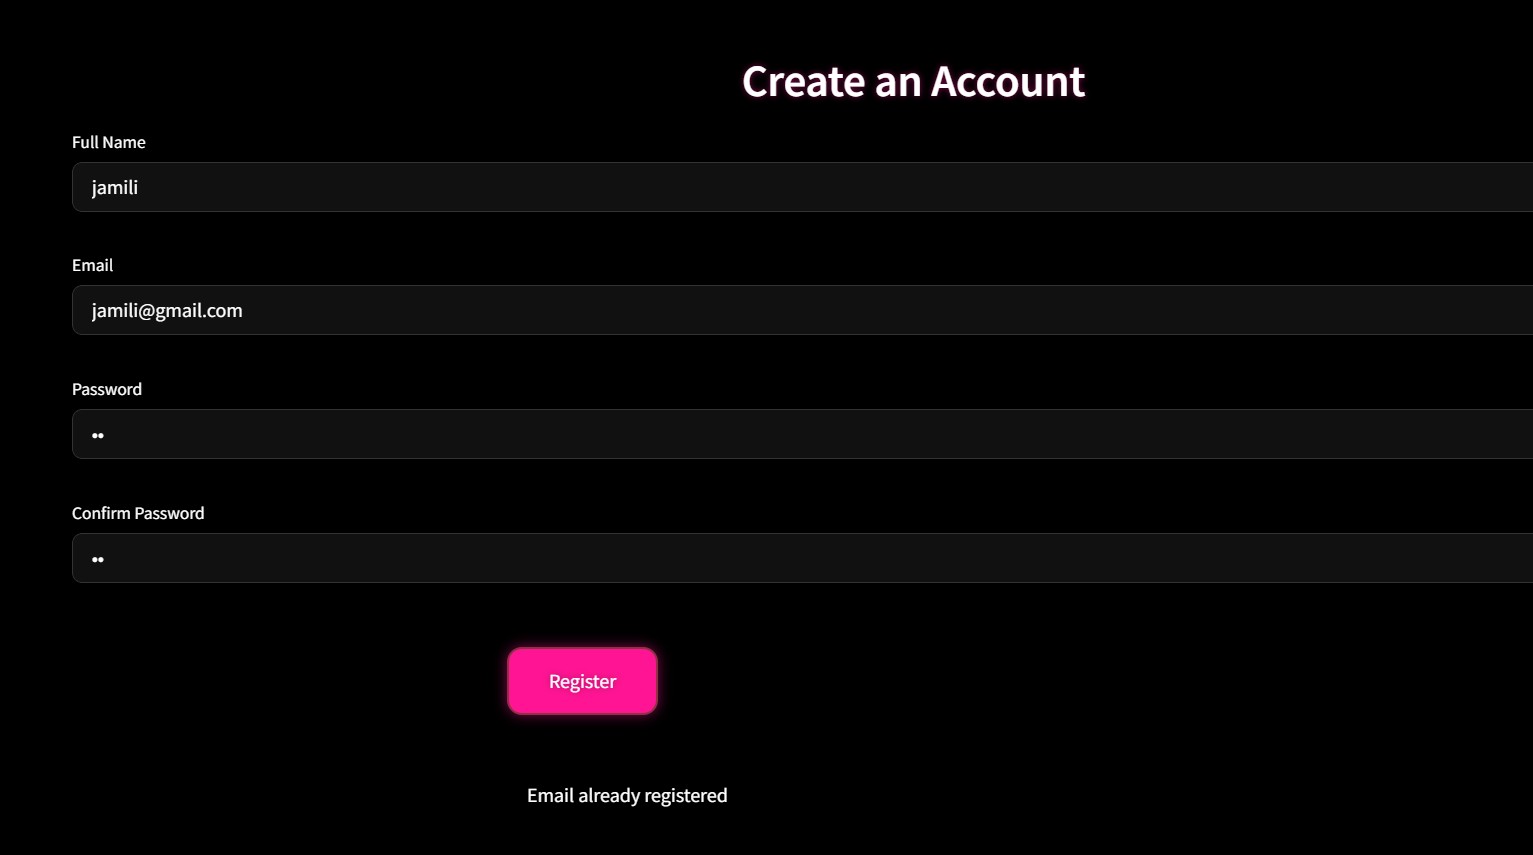 Create an Account
Full Name
jamili
Email
jamili@gmail.com
Password
••
Confirm Password
••
Register
Email already registered